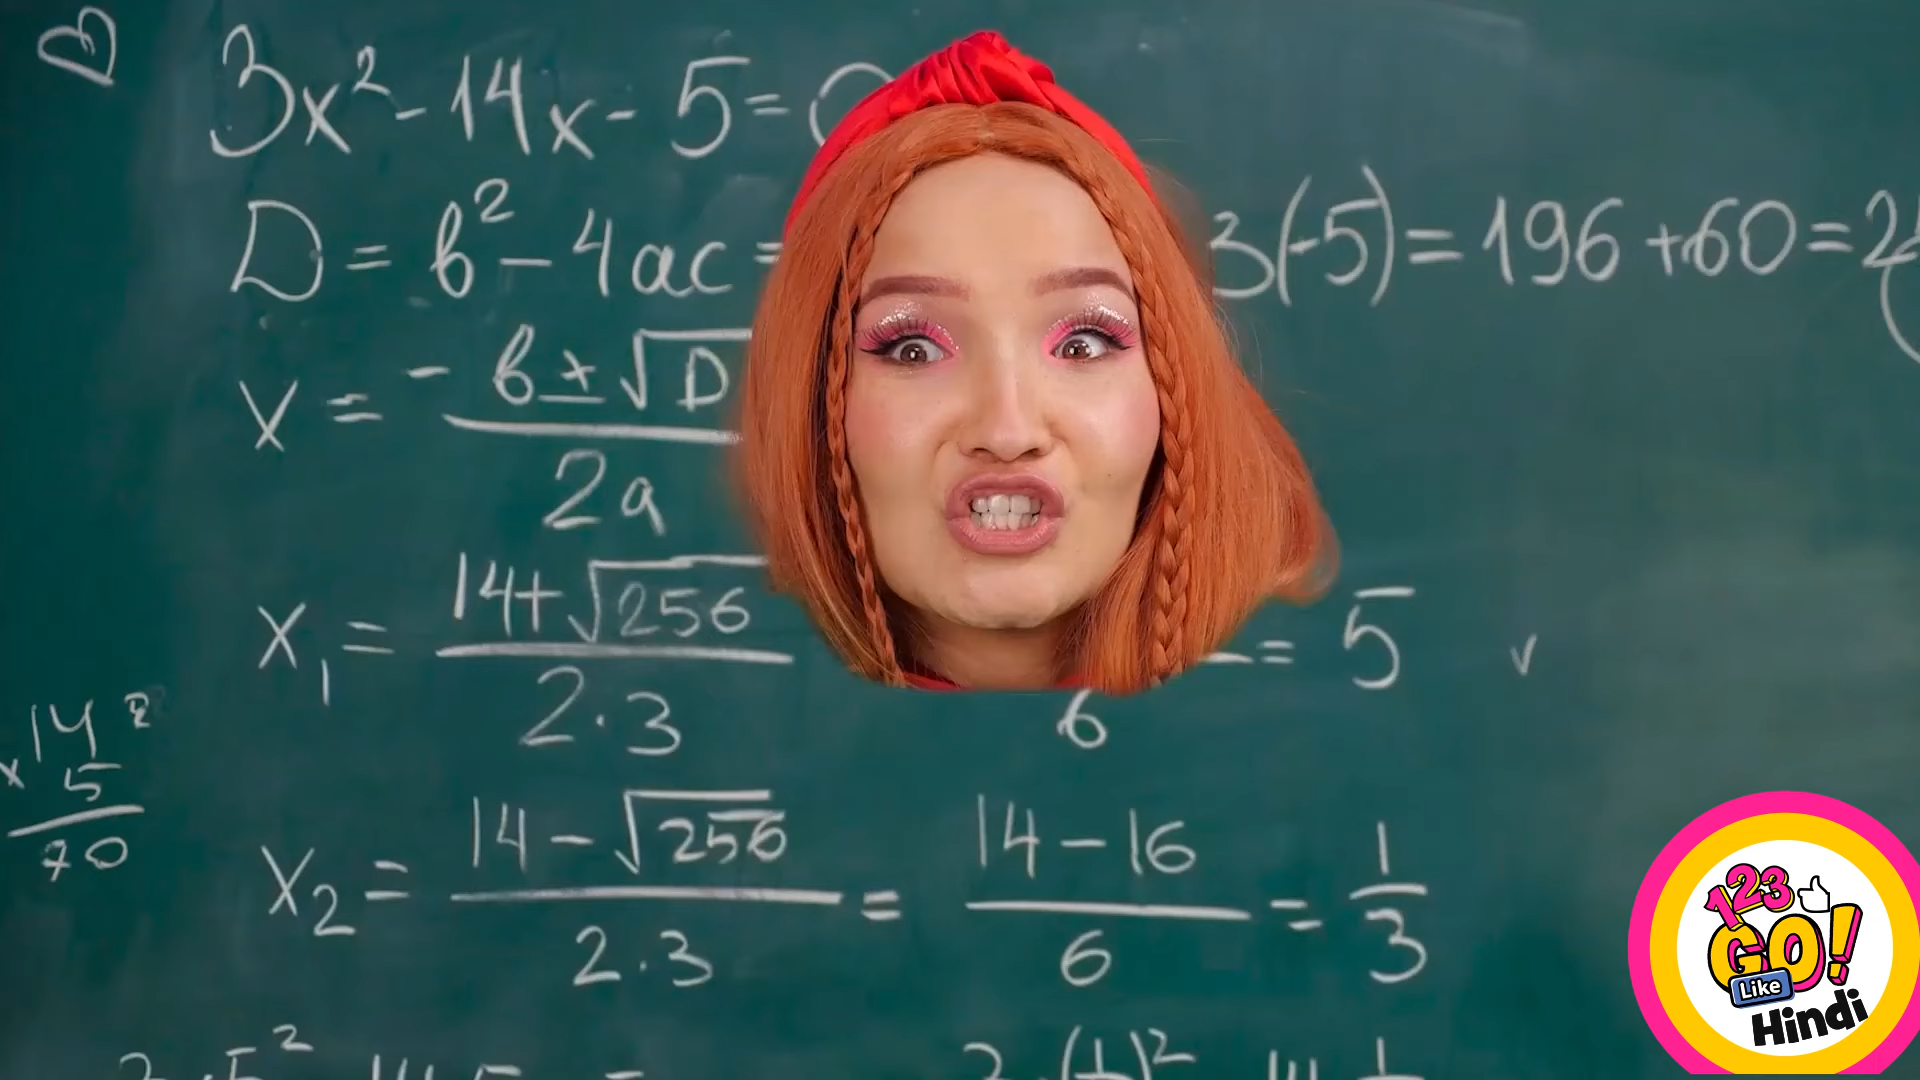 3x² - 14x - 5 =
D = b² - 4ac = 3(-5) = 196 + 60 =
x = - b ± √D
2a
x₁ = 14 + √256 = 5 v
2·3 6
14 ²
x 5
70
x₂ = 14 - √256 = 14 - 16 = 1
2·3 6 3
123
GO!
Like
Hindi